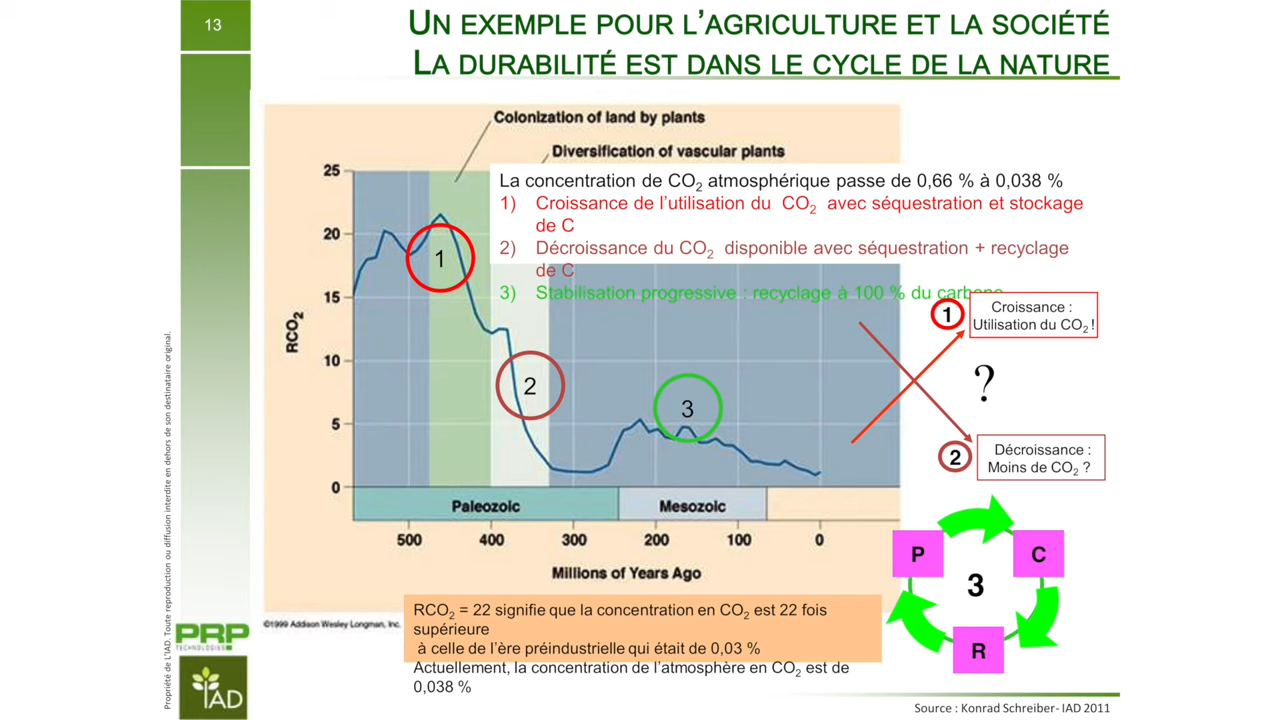 13
UN EXEMPLE POUR L'AGRICULTURE ET LA SOCIÉTÉ
LA DURABILITÉ EST DANS LE CYCLE DE LA NATURE
Colonization of land by plants
Diversification of vascular plants
La concentration de CO₂ atmosphérique passe de 0,66 % à 0,038 %
1) Croissance de l'utilisation du CO₂ avec séquestration et stockage
de C
2) Décroissance du CO₂ disponible avec séquestration + recyclage
de C
3) Stabilisation progressive : recyclage à 100 % du carbone
25
20
15
10
5
0
RCO₂
1
2
3
1
Croissance :
Utilisation du CO₂ !
?
2
Décroissance :
Moins de CO₂ ?
Paleozoic
Mesozoic
500 400 300 200 100 0
Millions of Years Ago
©1999 Addison Wesley Longman, Inc.
P
C
3
R
RCO₂ = 22 signifie que la concentration en CO₂ est 22 fois
supérieure
à celle de l'ère préindustrielle qui était de 0,03 %
Actuellement, la concentration de l'atmosphère en CO₂ est de
0,038 %
Propriété de L'IAD. Toute reproduction ou diffusion interdite en dehors de son destinataire original.
PRP
TECHNOLOGIES
IAD
Source : Konrad Schreiber- IAD 2011